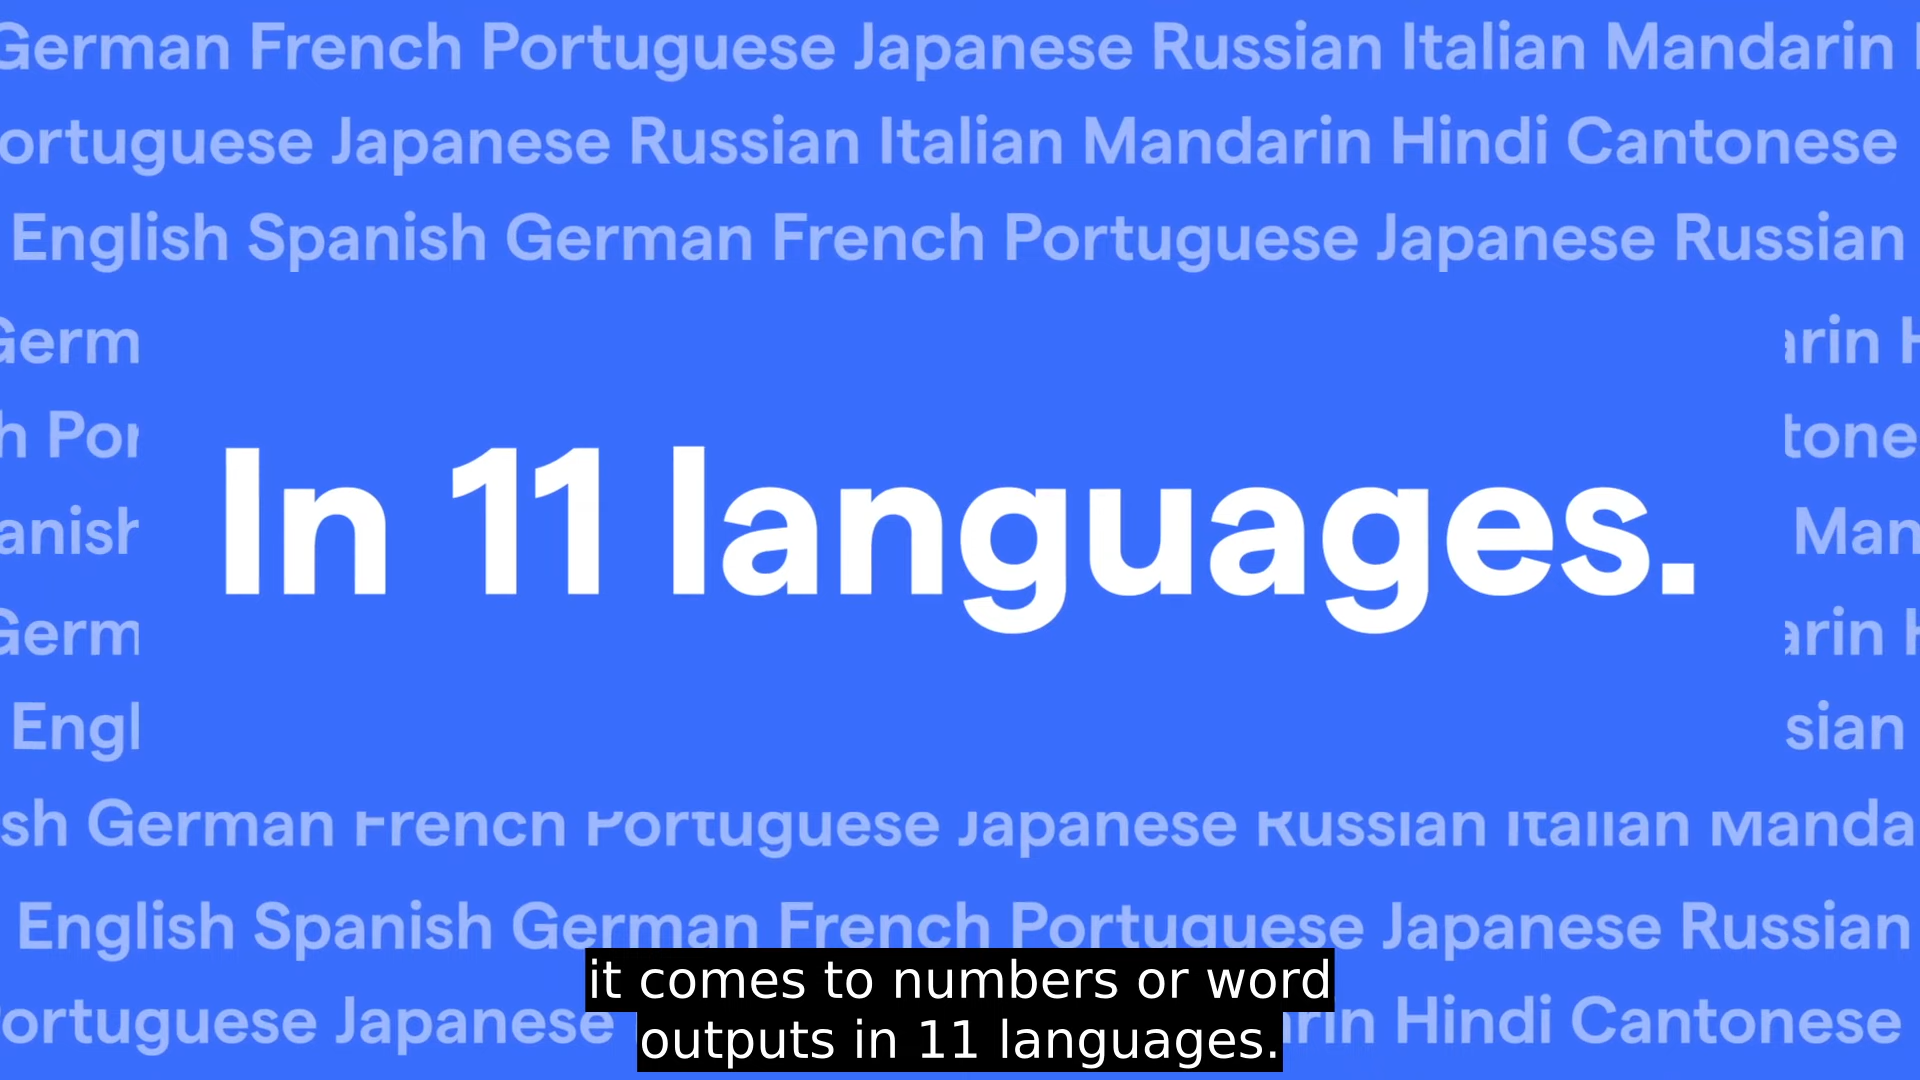 German French Portuguese Japanese Russian Italian Mandarin
ortuguese Japanese Russian Italian Mandarin Hindi Cantonese
English Spanish German French Portuguese Japanese Russian
Germ arin H
h Por tone
In 11 languages.
anish Man
Germ arin H
Engl sian
sh German French Portuguese Japanese Russian Italian Manda
English Spanish German French Portuguese Japanese Russian
it comes to numbers or word
ortuguese Japanese arin Hindi Cantonese
outputs in 11 languages.